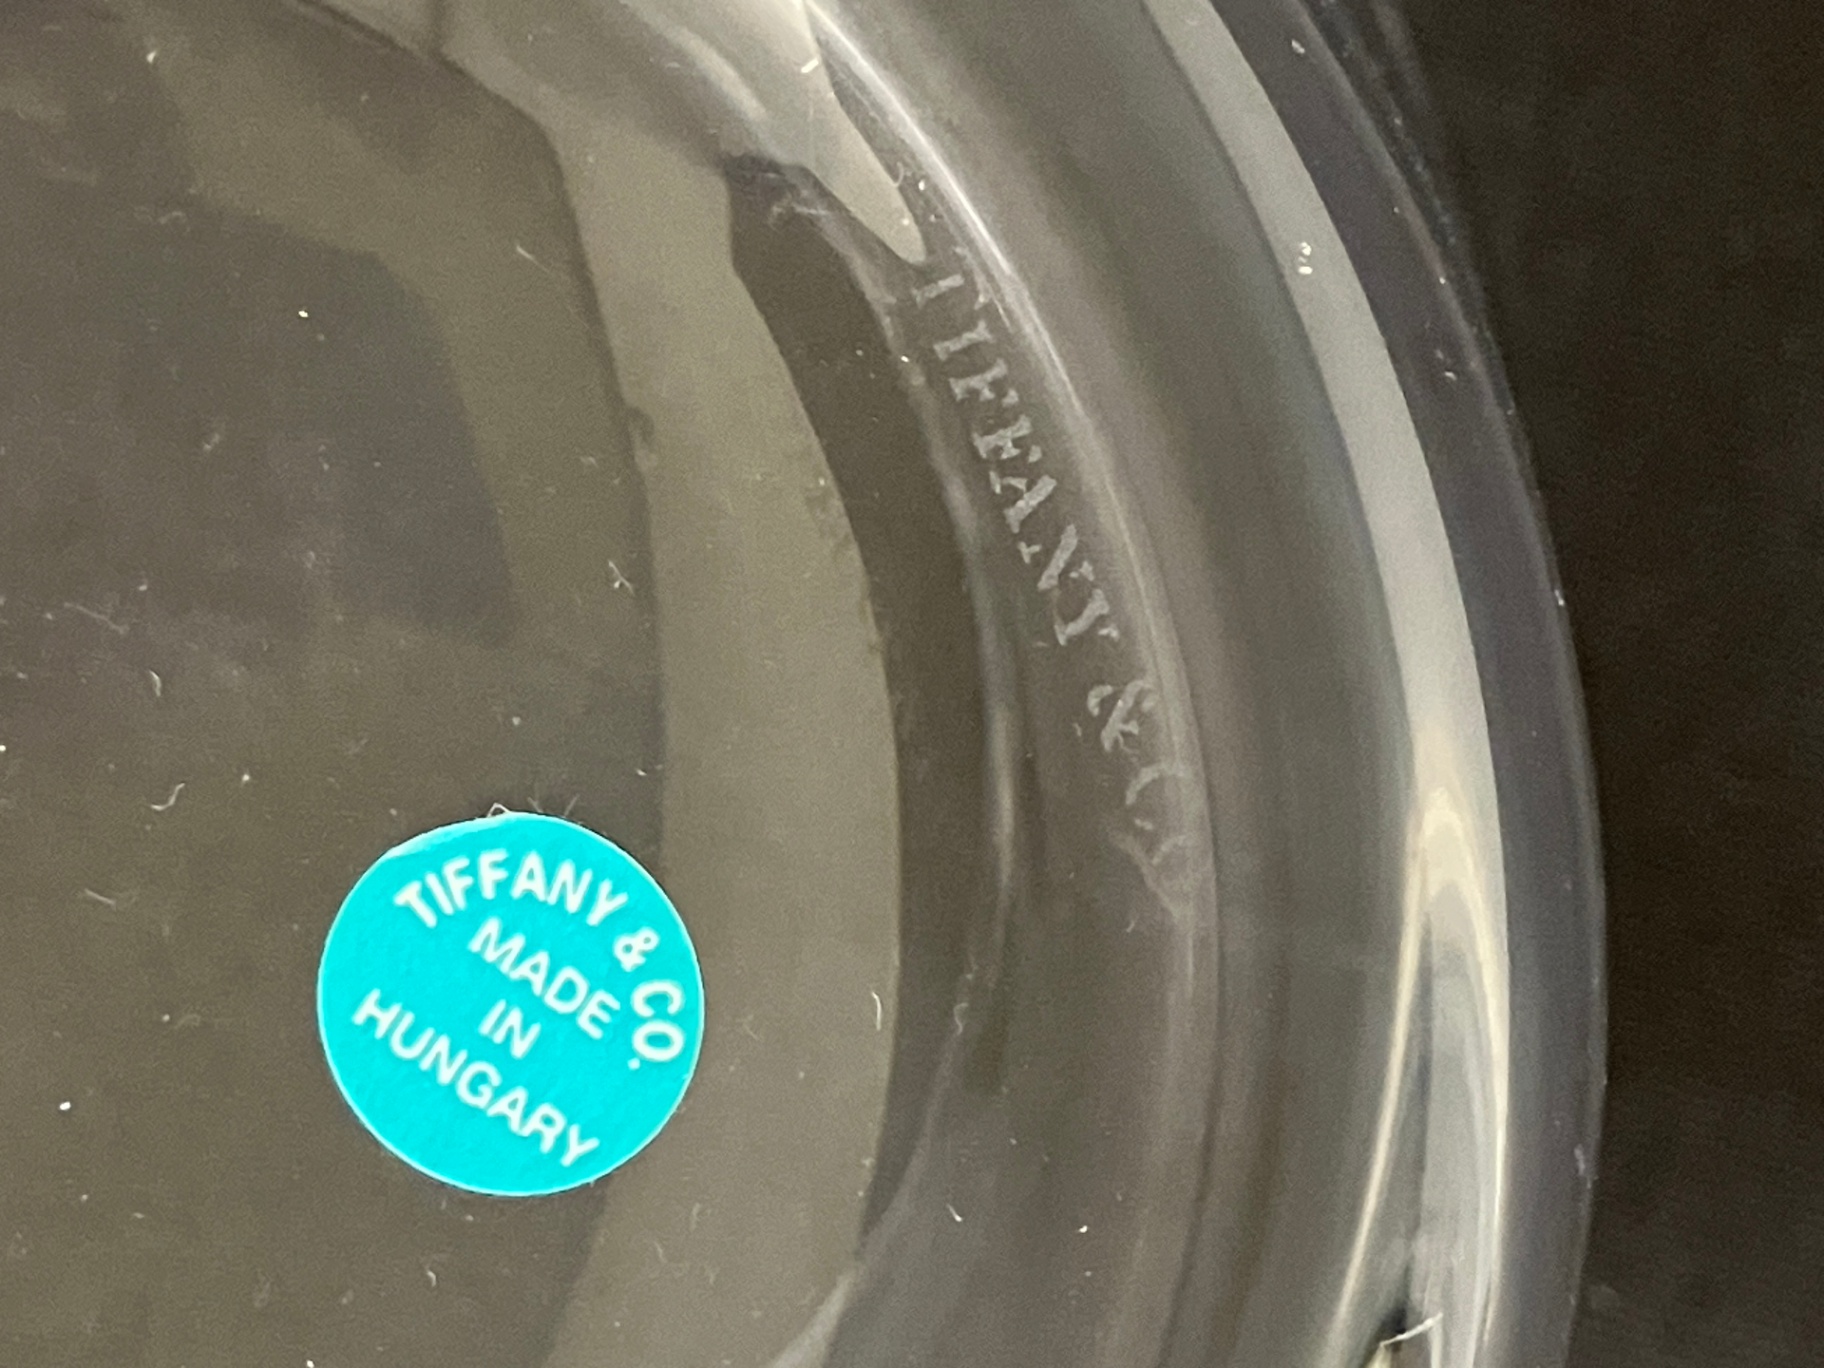 TIFFANY & CO
TIFFANY & CO.
MADE
IN
HUNGARY